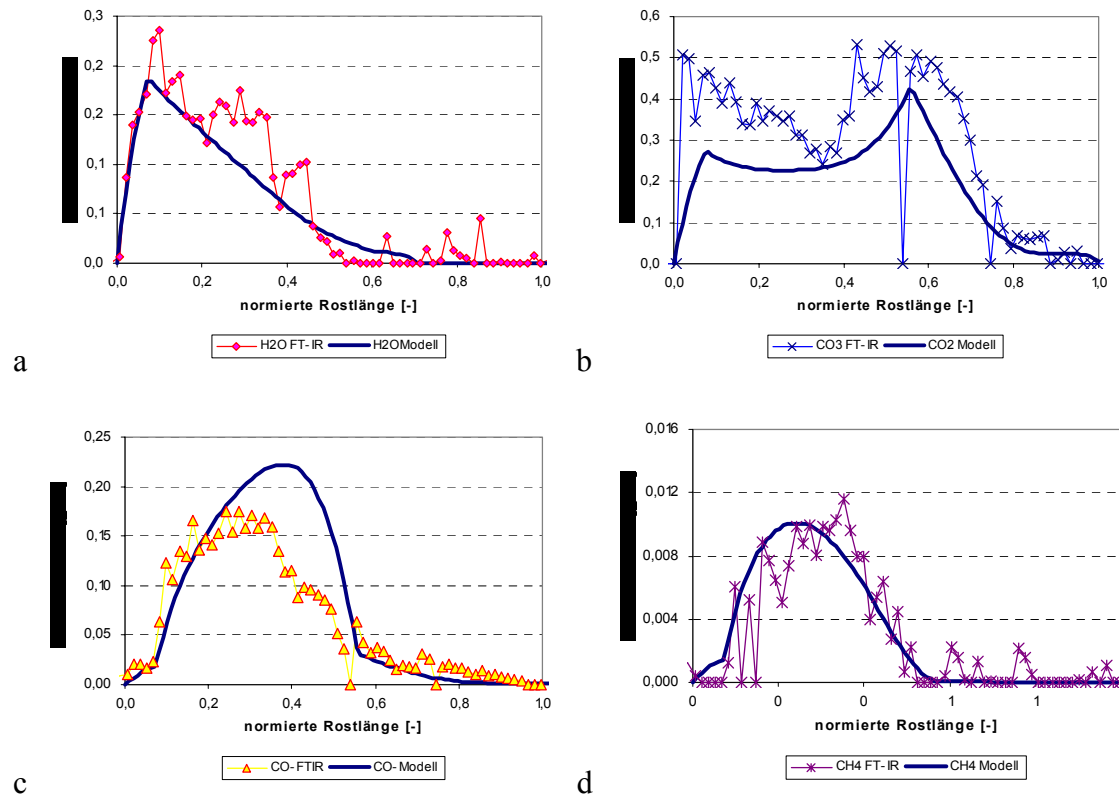 0,3
0,2
0,2
0,1
0,1
0,0
0,0 0,2 0,4 0,6 0,8 1,0
normierte Rostlänge [-]
H2O FT-IR H2OModell
a
0,6
0,5
0,4
0,3
0,2
0,1
0,0
0,0 0,2 0,4 0,6 0,8 1,0
normierte Rostlänge [-]
CO3 FT-IR CO2 Modell
b
0,25
0,20
0,15
0,10
0,05
0,00
0,0 0,2 0,4 0,6 0,8 1,0
normierte Rostlänge [-]
CO-FTIR CO-Modell
c
0,016
0,012
0,008
0,004
0,000
0 0 0 1 1
normierte Rostlänge [-]
CH4 FT-IR CH4 Modell
d